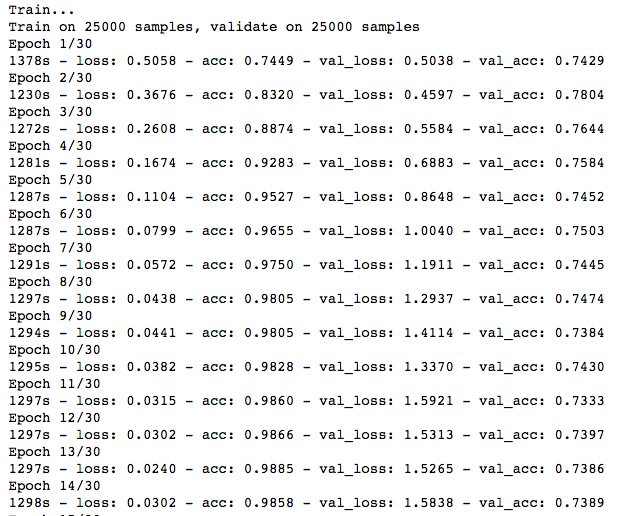 Train...
Train on 25000 samples, validate on 25000 samples
Epoch 1/30
1378s - loss: 0.5058 - acc: 0.7449 - val_loss: 0.5038 - val_acc: 0.7429
Epoch 2/30
1230s - loss: 0.3676 - acc: 0.8320 - val_loss: 0.4597 - val_acc: 0.7804
Epoch 3/30
1272s - loss: 0.2608 - acc: 0.8874 - val_loss: 0.5584 - val_acc: 0.7644
Epoch 4/30
1281s - loss: 0.1674 - acc: 0.9283 - val_loss: 0.6883 - val_acc: 0.7584
Epoch 5/30
1287s - loss: 0.1104 - acc: 0.9527 - val_loss: 0.8648 - val_acc: 0.7452
Epoch 6/30
1287s - loss: 0.0799 - acc: 0.9655 - val_loss: 1.0040 - val_acc: 0.7503
Epoch 7/30
1291s - loss: 0.0572 - acc: 0.9750 - val_loss: 1.1911 - val_acc: 0.7445
Epoch 8/30
1297s - loss: 0.0438 - acc: 0.9805 - val_loss: 1.2937 - val_acc: 0.7474
Epoch 9/30
1294s - loss: 0.0441 - acc: 0.9805 - val_loss: 1.4114 - val_acc: 0.7384
Epoch 10/30
1295s - loss: 0.0382 - acc: 0.9828 - val_loss: 1.3370 - val_acc: 0.7430
Epoch 11/30
1297s - loss: 0.0315 - acc: 0.9860 - val_loss: 1.5921 - val_acc: 0.7333
Epoch 12/30
1297s - loss: 0.0302 - acc: 0.9866 - val_loss: 1.5313 - val_acc: 0.7397
Epoch 13/30
1297s - loss: 0.0240 - acc: 0.9885 - val_loss: 1.5265 - val_acc: 0.7386
Epoch 14/30
1298s - loss: 0.0302 - acc: 0.9858 - val_loss: 1.5838 - val_acc: 0.7389